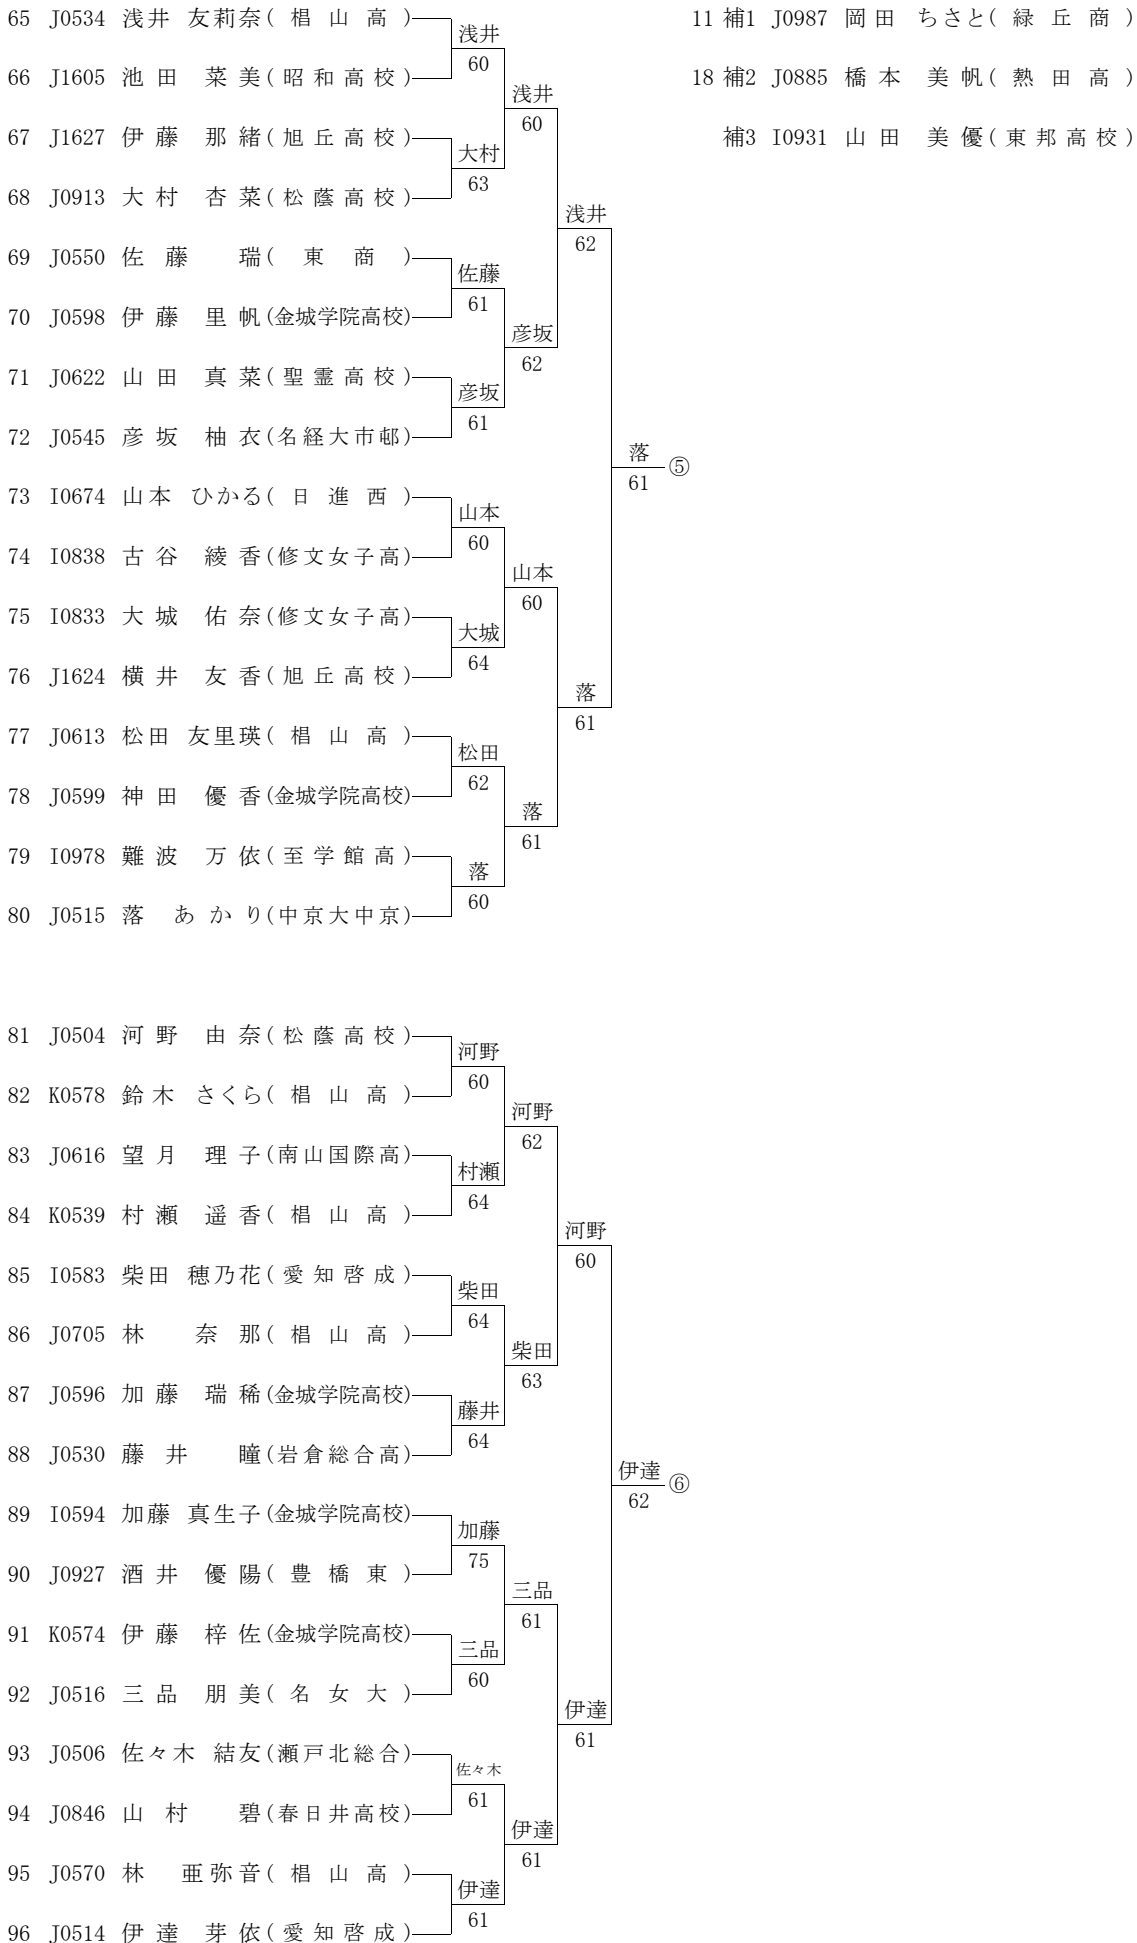 65 J0534 浅井 友莉奈(椙山高)
66 J1605 池田 菜美(昭和高校)
67 J1627 伊藤 那緒(旭丘高校)
68 J0913 大村 杏菜(松蔭高校)
69 J0550 佐藤 瑞(東商)
70 J0598 伊藤 里帆(金城学院高校)
71 J0622 山田 真菜(聖霊高校)
72 J0545 彦坂 柚衣(名経大市邨)
73 I0674 山本 ひかる(日進西)
74 I0838 古谷 綾香(修文女子高)
75 I0833 大城 佑奈(修文女子高)
76 J1624 横井 友香(旭丘高校)
77 J0613 松田 友里瑛(椙山高)
78 J0599 神田 優香(金城学院高校)
79 I0978 難波 万依(至学館高)
80 J0515 落 あかり(中京大中京)
浅井
60
大村
63
佐藤
61
彦坂
61
山本
60
大城
64
松田
62
落
60
浅井
60
彦坂
62
山本
60
落
61
浅井
62
落
61
落 ⑤
61
11 補1 J0987 岡田 ちさと(緑丘商)
18 補2 J0885 橋本 美帆(熱田高)
補3 I0931 山田 美優(東邦高校)
81 J0504 河野 由奈(松蔭高校)
82 K0578 鈴木 さくら(椙山高)
83 J0616 望月 理子(南山国際高)
84 K0539 村瀬 遥香(椙山高)
85 I0583 柴田 穂乃花(愛知啓成)
86 J0705 林 奈那(椙山高)
87 J0596 加藤 瑞稀(金城学院高校)
88 J0530 藤井 瞳(岩倉総合高)
89 I0594 加藤 真生子(金城学院高校)
90 J0927 酒井 優陽(豊橋東)
91 K0574 伊藤 梓佐(金城学院高校)
92 J0516 三品 朋美(名女大)
93 J0506 佐々木 結友(瀬戸北総合)
94 J0846 山村 碧(春日井高校)
95 J0570 林 亜弥音(椙山高)
96 J0514 伊達 芽依(愛知啓成)
河野
60
村瀬
64
柴田
64
藤井
64
加藤
75
三品
60
佐々木
61
伊達
61
河野
62
柴田
63
三品
61
伊達
61
河野
60
伊達
61
伊達 ⑥
62